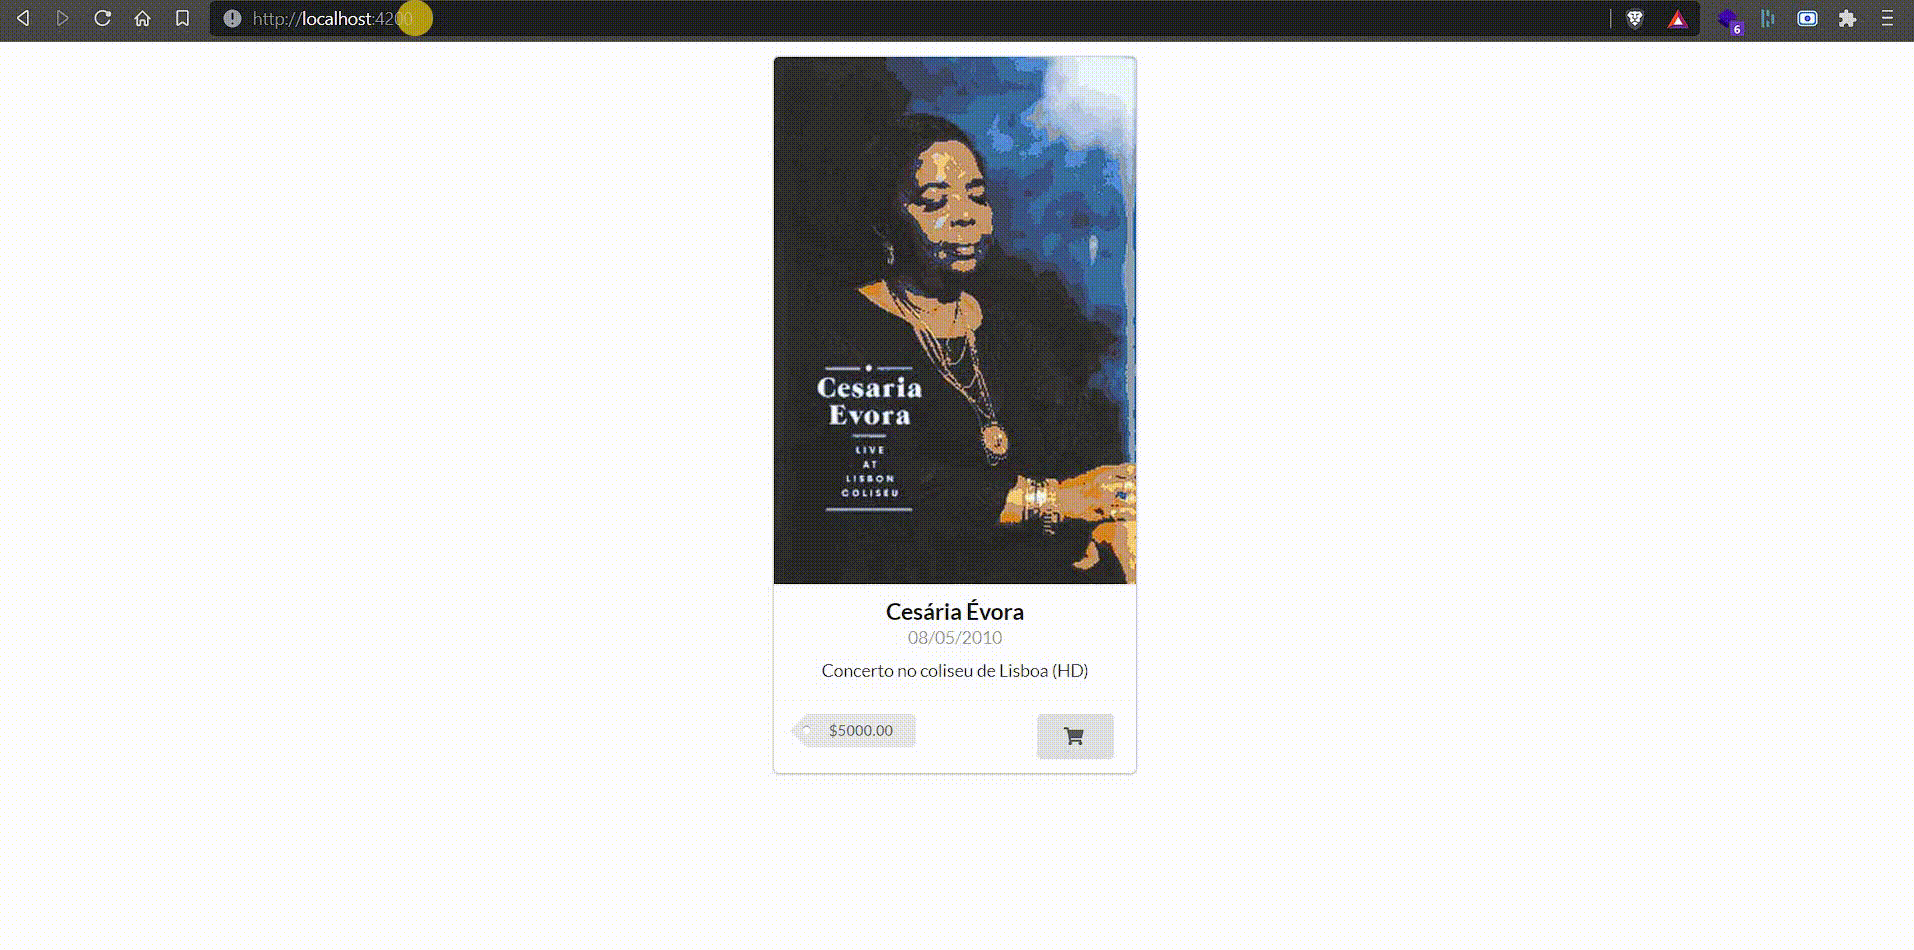 http://localhost:4200
6
Cesaria
Evora
LIVE
AT
LISBON
COLISEU
Cesária Évora
08/05/2010
Concerto no coliseu de Lisboa (HD)
$5000.00